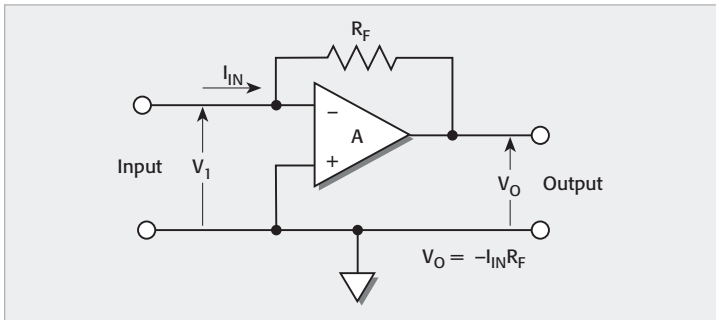 R_F
I_IN
−
A
+
Input
V_1
V_O
Output
V_O = −I_IN R_F